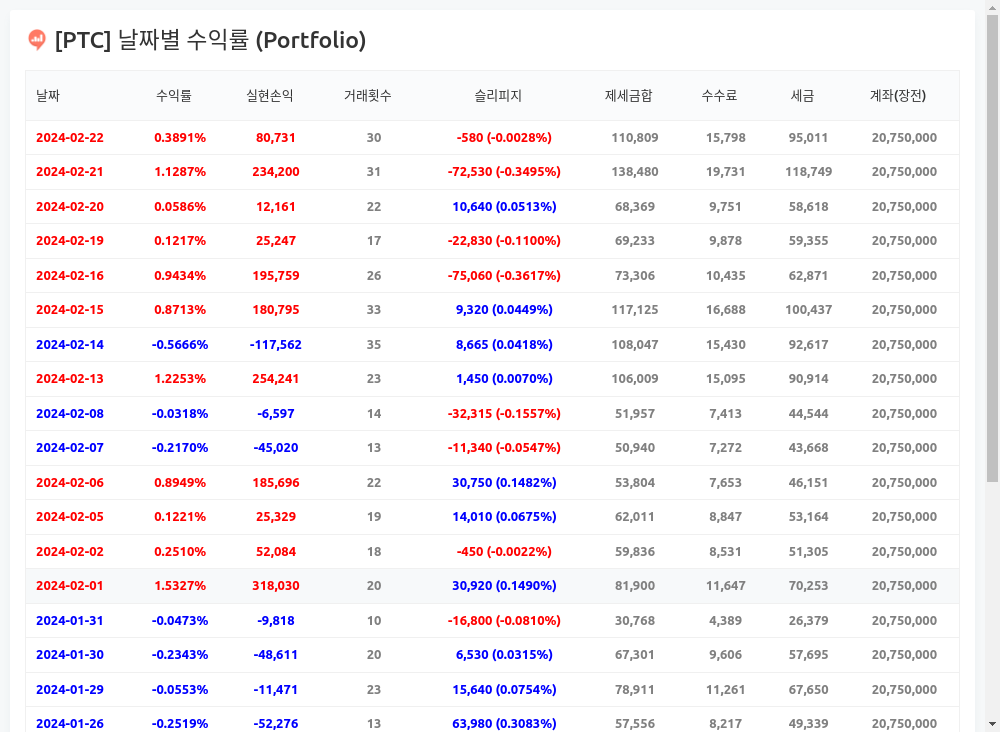 [PTC] 날짜별 수익률 (Portfolio)
날짜 수익률 실현손익 거래횟수 슬리피지 제세금합 수수료 세금 계좌(장전)
2024-02-22 0.3891% 80,731 30 -580 (-0.0028%) 110,809 15,798 95,011 20,750,000
2024-02-21 1.1287% 234,200 31 -72,530 (-0.3495%) 138,480 19,731 118,749 20,750,000
2024-02-20 0.0586% 12,161 22 10,640 (0.0513%) 68,369 9,751 58,618 20,750,000
2024-02-19 0.1217% 25,247 17 -22,830 (-0.1100%) 69,233 9,878 59,355 20,750,000
2024-02-16 0.9434% 195,759 26 -75,060 (-0.3617%) 73,306 10,435 62,871 20,750,000
2024-02-15 0.8713% 180,795 33 9,320 (0.0449%) 117,125 16,688 100,437 20,750,000
2024-02-14 -0.5666% -117,562 35 8,665 (0.0418%) 108,047 15,430 92,617 20,750,000
2024-02-13 1.2253% 254,241 23 1,450 (0.0070%) 106,009 15,095 90,914 20,750,000
2024-02-08 -0.0318% -6,597 14 -32,315 (-0.1557%) 51,957 7,413 44,544 20,750,000
2024-02-07 -0.2170% -45,020 13 -11,340 (-0.0547%) 50,940 7,272 43,668 20,750,000
2024-02-06 0.8949% 185,696 22 30,750 (0.1482%) 53,804 7,653 46,151 20,750,000
2024-02-05 0.1221% 25,329 19 14,010 (0.0675%) 62,011 8,847 53,164 20,750,000
2024-02-02 0.2510% 52,084 18 -450 (-0.0022%) 59,836 8,531 51,305 20,750,000
2024-02-01 1.5327% 318,030 20 30,920 (0.1490%) 81,900 11,647 70,253 20,750,000
2024-01-31 -0.0473% -9,818 10 -16,800 (-0.0810%) 30,768 4,389 26,379 20,750,000
2024-01-30 -0.2343% -48,611 20 6,530 (0.0315%) 67,301 9,606 57,695 20,750,000
2024-01-29 -0.0553% -11,471 23 15,640 (0.0754%) 78,911 11,261 67,650 20,750,000
2024-01-26 -0.2519% -52,276 13 63,980 (0.3083%) 57,556 8,217 49,339 20,750,000